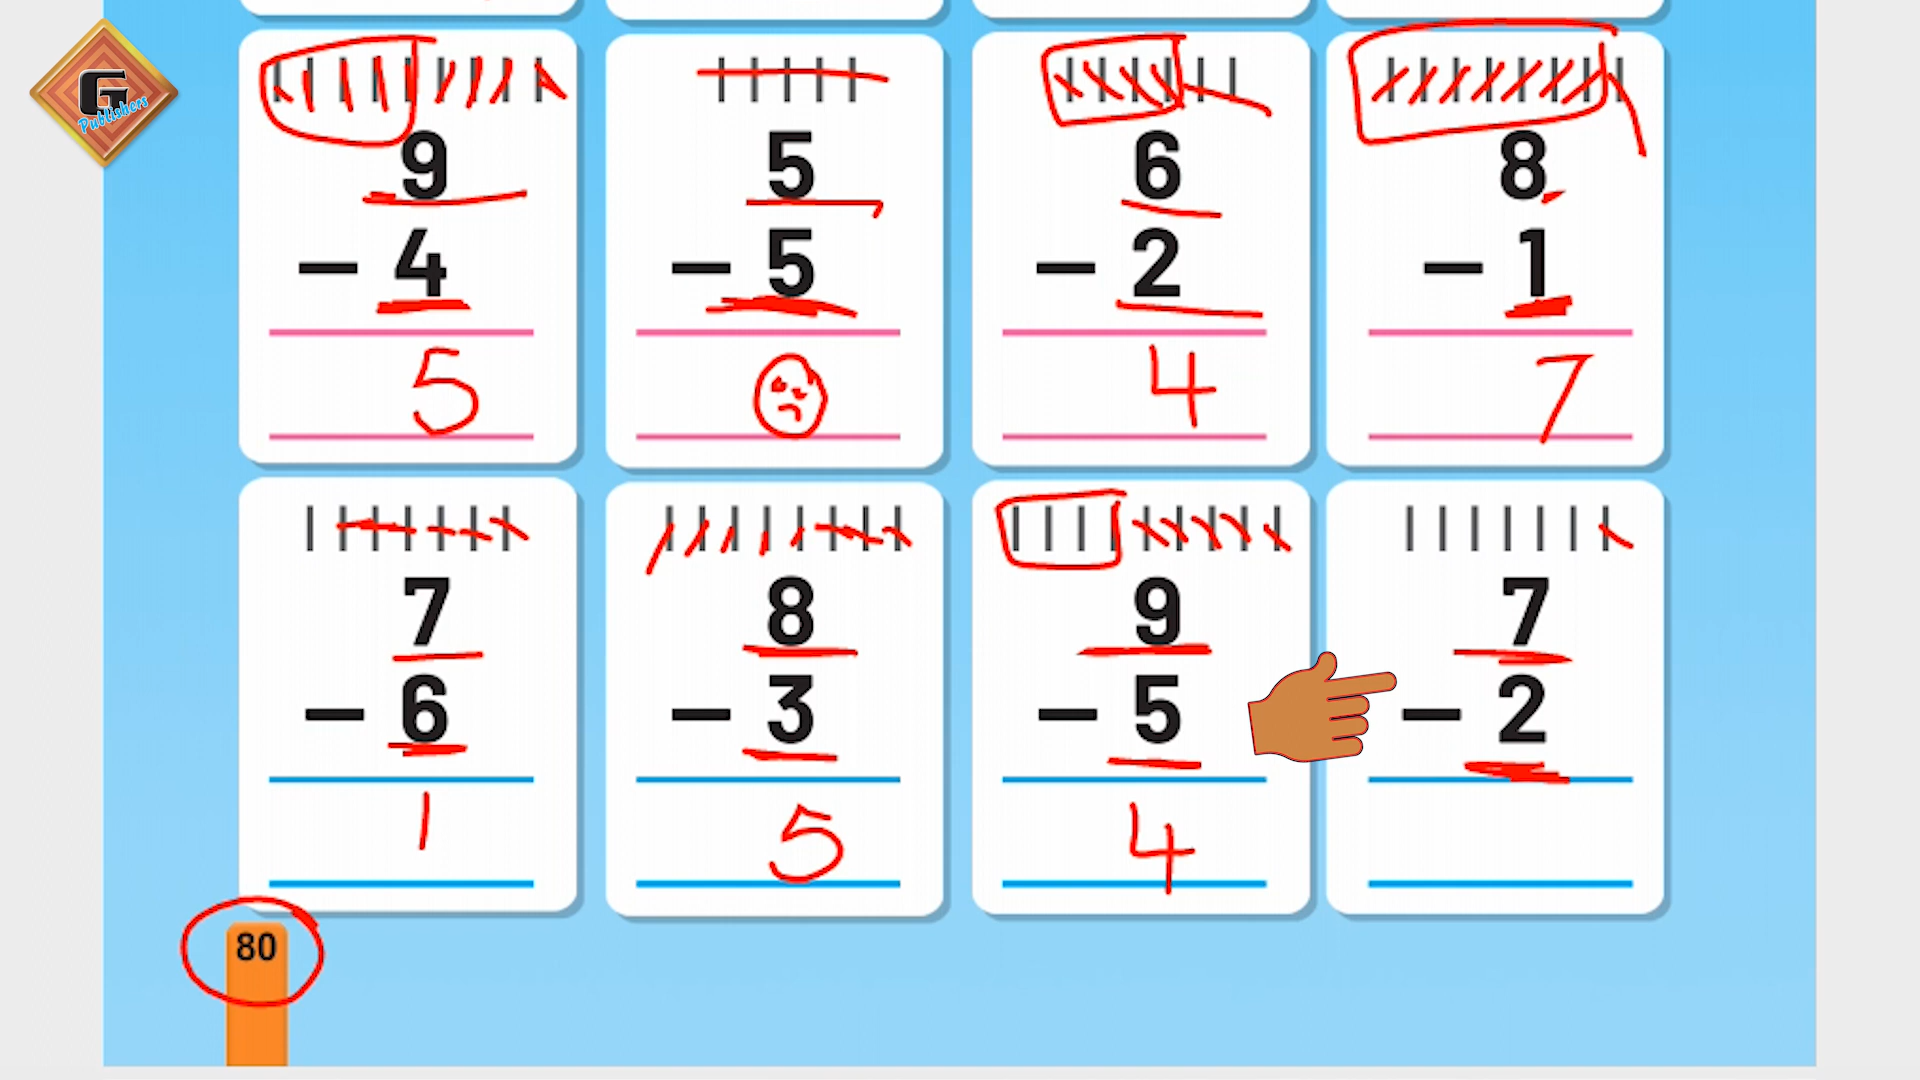 G
Publishers
9 5 6 8
– 4 – 5 – 2 – 1
5 0 4 7
7 8 9 7
– 6 – 3 – 5 – 2
1 5 4
80